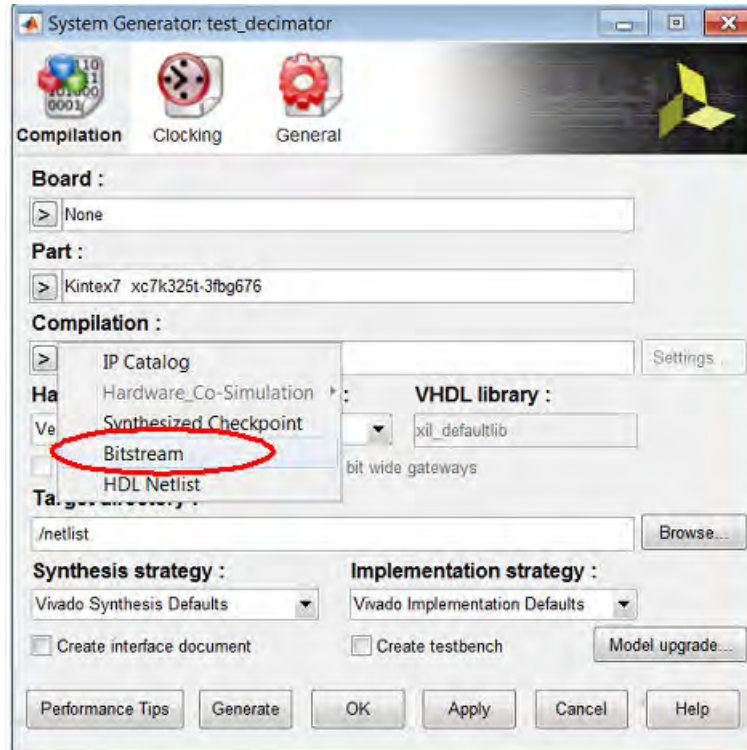 System Generator: test_decimator
Compilation Clocking General
Board :
> None
Part :
> Kintex7 xc7k325t-3fbg676
Compilation :
> IP Catalog Settings...
Hardware_Co-Simulation
Ha : VHDL library :
Synthesized Checkpoint
Ve xil_defaultlib
Bitstream
bit wide gateways
HDL Netlist
Target directory :
/netlist Browse...
Synthesis strategy : Implementation strategy :
Vivado Synthesis Defaults Vivado Implementation Defaults
Create interface document Create testbench Model upgrade...
Performance Tips Generate OK Apply Cancel Help